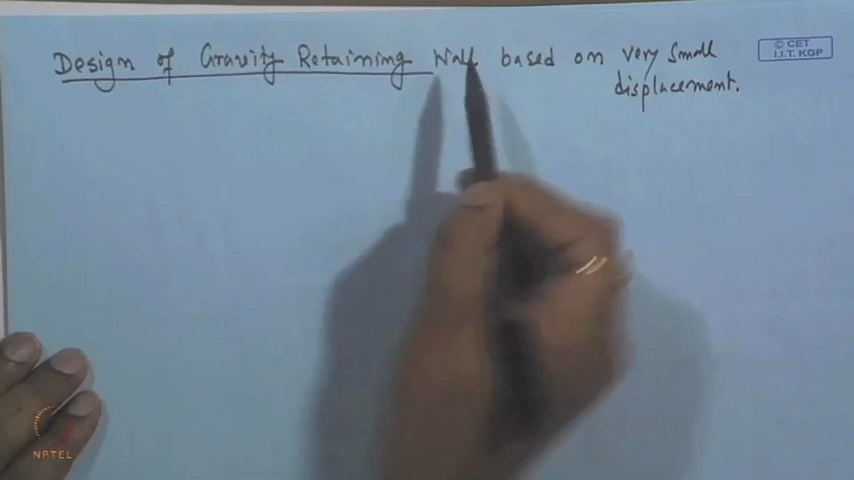 Design of Gravity Retaining Wall based on very small
displacement.
© CET
I.I.T. KGP
NPTEL